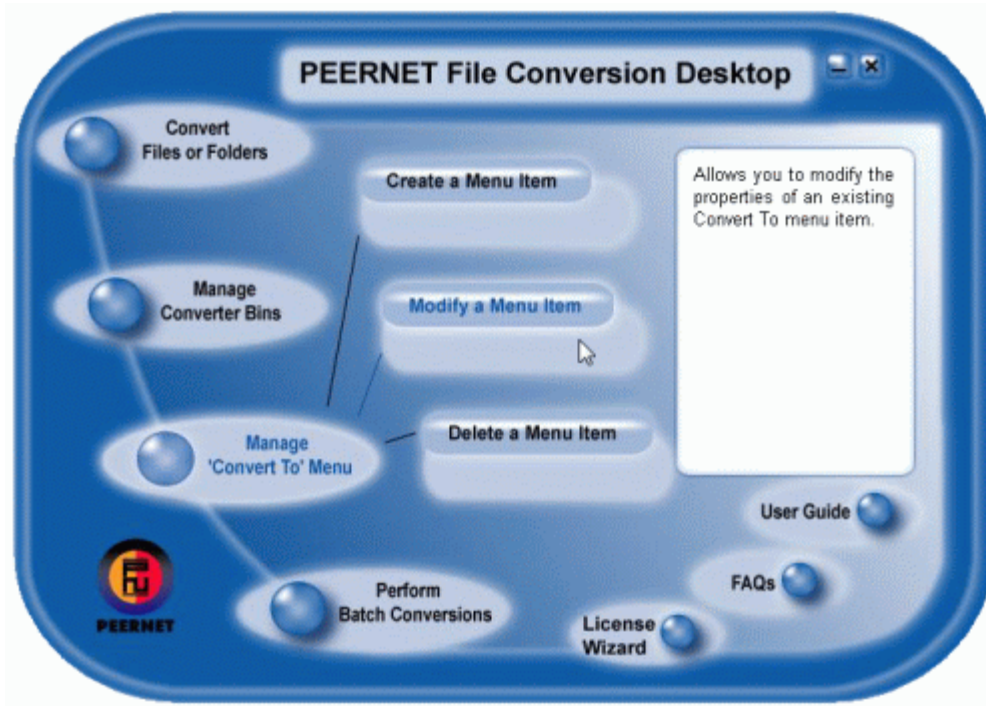 PEERNET File Conversion Desktop
Convert
Files or Folders
Manage
Converter Bins
Manage
'Convert To' Menu
Perform
Batch Conversions
Create a Menu Item
Modify a Menu Item
Delete a Menu Item
Allows you to modify the
properties of an existing
Convert To menu item.
User Guide
FAQs
License
Wizard
PEERNET